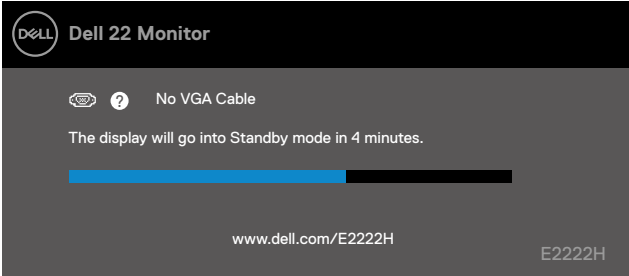 DELL Dell 22 Monitor
? No VGA Cable
The display will go into Standby mode in 4 minutes.
www.dell.com/E2222H
E2222H